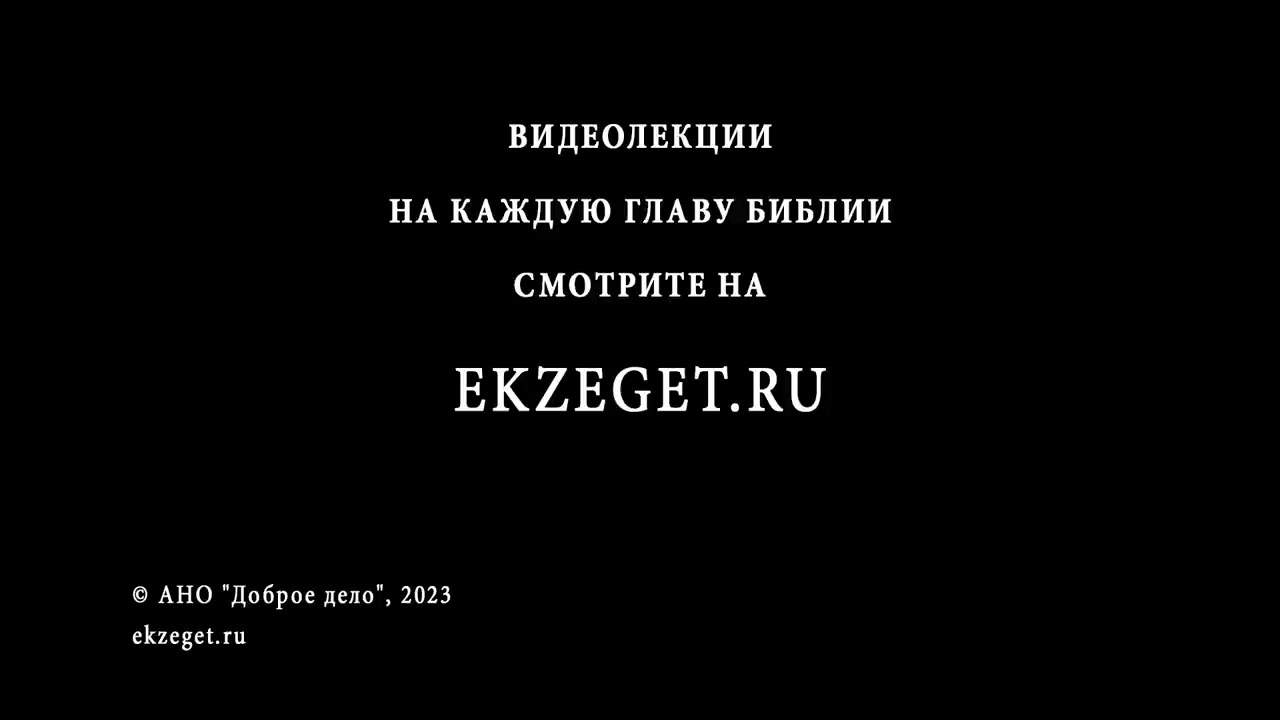 ВИДЕОЛЕКЦИИ
НА КАЖДУЮ ГЛАВУ БИБЛИИ
СМОТРИТЕ НА
EKZEGET.RU
© АНО "Доброе дело", 2023
ekzeget.ru